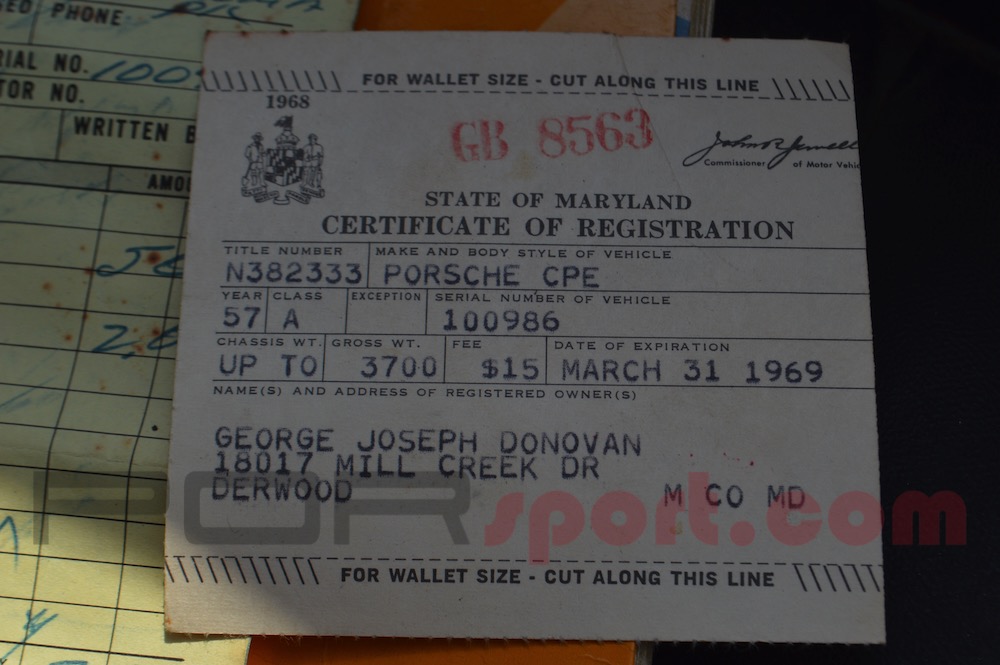 PHONE
RIAL NO. 100
TOR NO.
WRITTEN B
AMOU
FOR WALLET SIZE - CUT ALONG THIS LINE
1968
GB 8563
Commissioner of Motor Vehic
STATE OF MARYLAND
CERTIFICATE OF REGISTRATION
TITLE NUMBER MAKE AND BODY STYLE OF VEHICLE
N382333 PORSCHE CPE
YEAR CLASS EXCEPTION SERIAL NUMBER OF VEHICLE
57 A 100986
CHASSIS WT. GROSS WT. FEE DATE OF EXPIRATION
UP TO 3700 $15 MARCH 31 1969
NAME(S) AND ADDRESS OF REGISTERED OWNER(S)
GEORGE JOSEPH DONOVAN
18017 MILL CREEK DR
DERWOOD M CO MD
PORsport.com
FOR WALLET SIZE - CUT ALONG THIS LINE